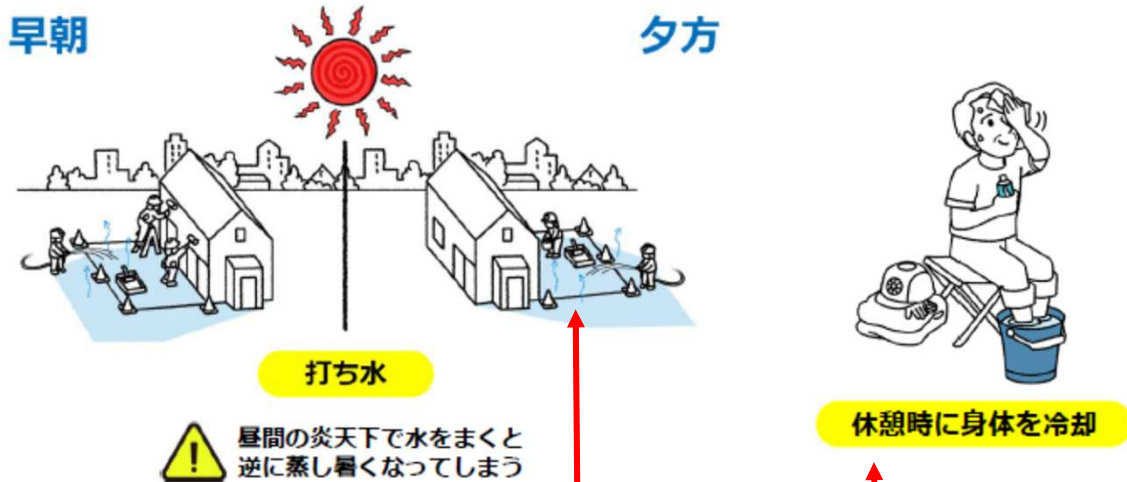 早朝
夕方
打ち水
昼間の炎天下で水をまくと
逆に蒸し暑くなってしまう
休憩時に身体を冷却